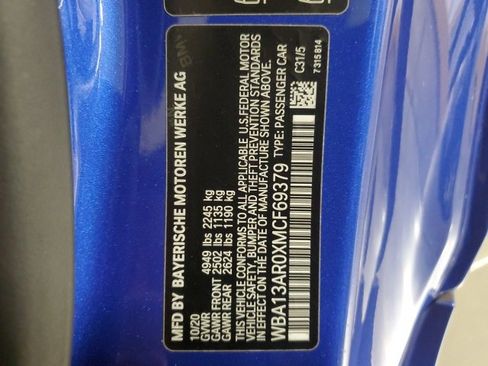 MFD BY BAYERISCHE MOTOREN WERKE AG
10/20
GVWR 4949 lbs 2245 kg
GAWR FRONT 2502 lbs 1135 kg
GAWR REAR 2624 lbs 1190 kg
THIS VEHICLE CONFORMS TO ALL APPLICABLE U.S.FEDERAL MOTOR
VEHICLE SAFETY, BUMPER AND THEFT PREVENTION STANDARDS
IN EFFECT ON THE DATE OF MANUFACTURE SHOWN ABOVE.
WBA13AR0XMCF69379 TYPE: PASSENGER CAR
C31/5
7315814